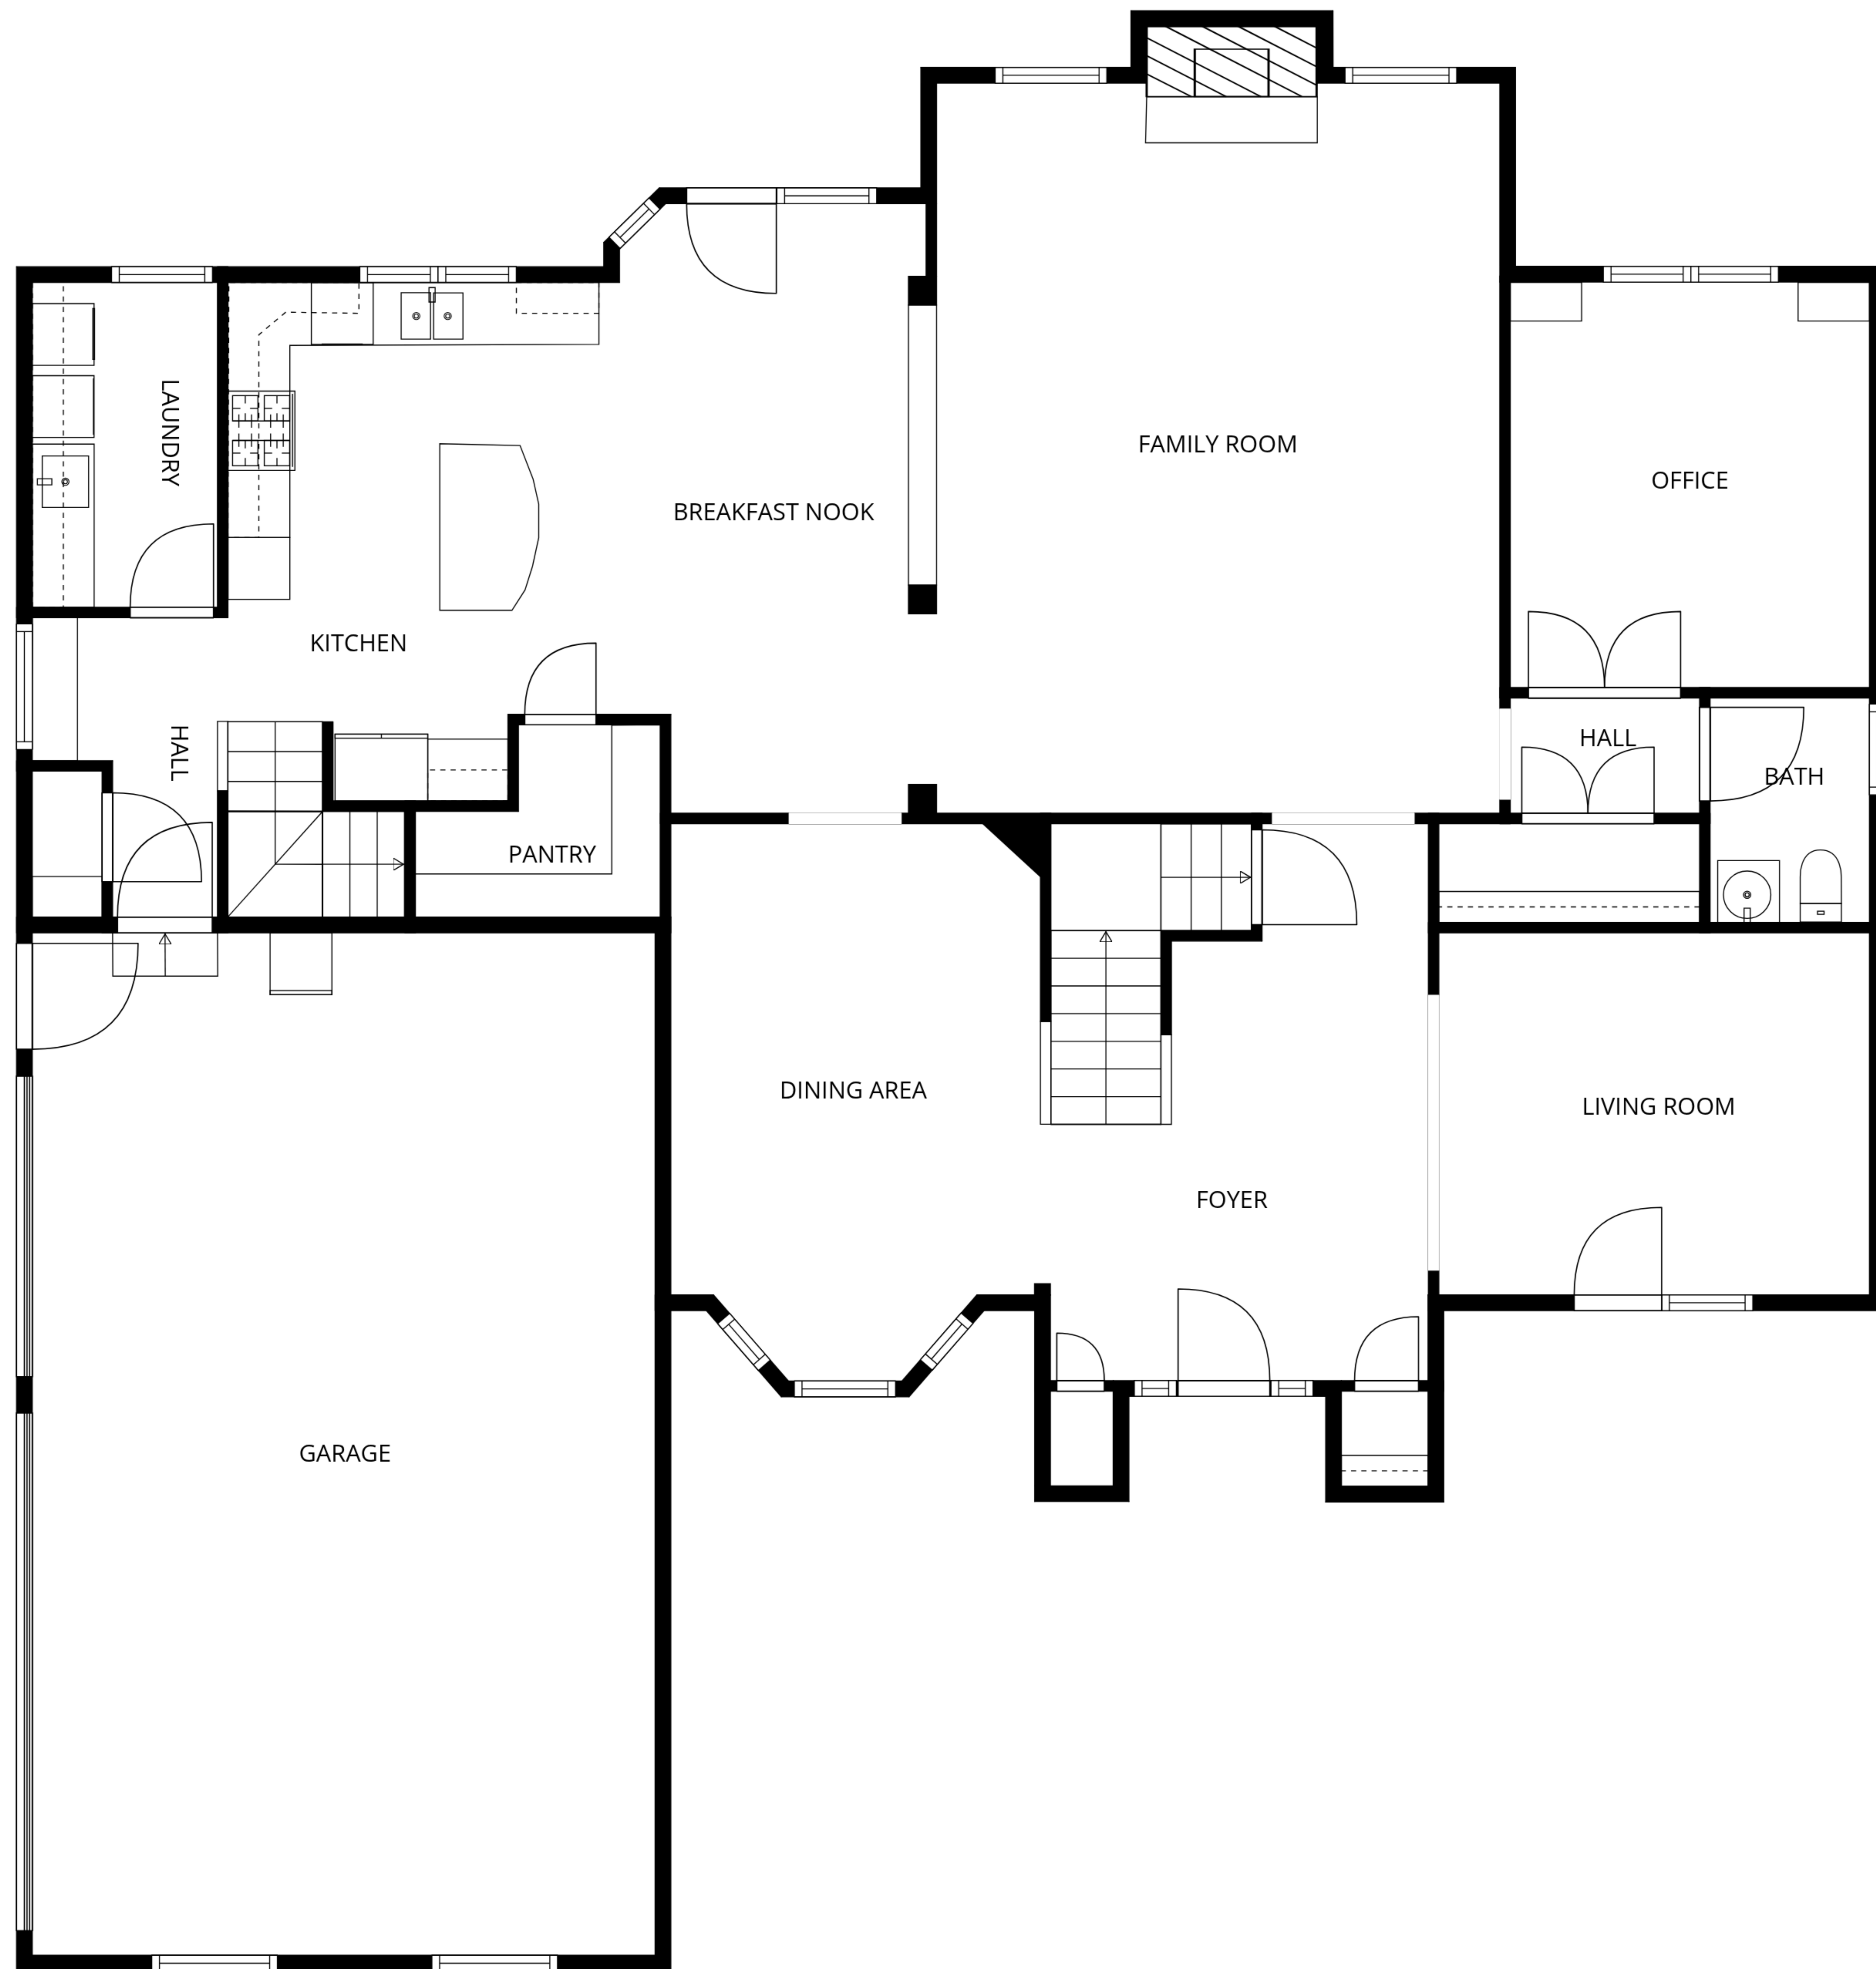 LAUNDRY
FAMILY ROOM
OFFICE
BREAKFAST NOOK
KITCHEN
HALL
HALL
BATH
PANTRY
DINING AREA
LIVING ROOM
FOYER
GARAGE